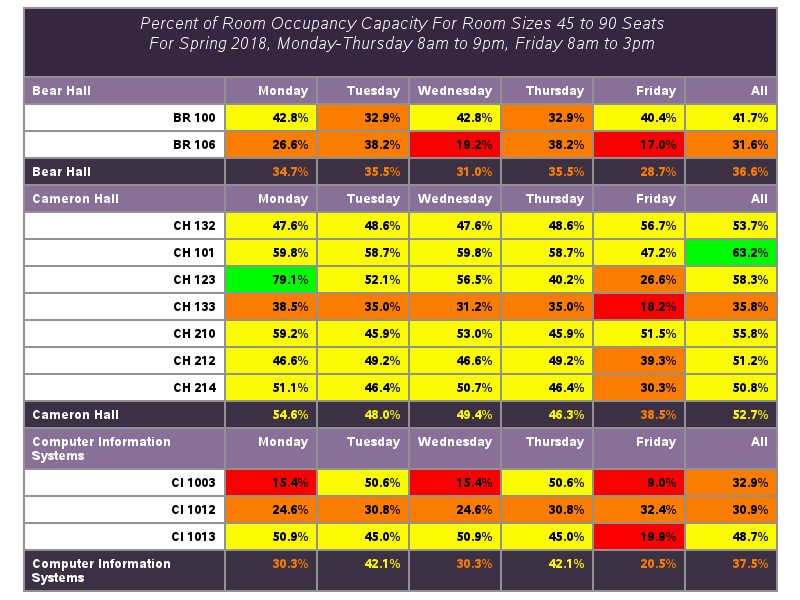 Percent of Room Occupancy Capacity For Room Sizes 45 to 90 Seats
For Spring 2018, Monday-Thursday 8am to 9pm, Friday 8am to 3pm
Bear Hall Monday Tuesday Wednesday Thursday Friday All
BR 100 42.8% 32.9% 42.8% 32.9% 40.4% 41.7%
BR 106 26.6% 38.2% 19.2% 38.2% 17.0% 31.6%
Bear Hall 34.7% 35.5% 31.0% 35.5% 28.7% 36.6%
Cameron Hall Monday Tuesday Wednesday Thursday Friday All
CH 132 47.6% 48.6% 47.6% 48.6% 56.7% 53.7%
CH 101 59.8% 58.7% 59.8% 58.7% 47.2% 63.2%
CH 123 79.1% 52.1% 56.5% 40.2% 26.6% 58.3%
CH 133 38.5% 35.0% 31.2% 35.0% 18.2% 35.8%
CH 210 59.2% 45.9% 53.0% 45.9% 51.5% 55.8%
CH 212 46.6% 49.2% 46.6% 49.2% 39.3% 51.2%
CH 214 51.1% 46.4% 50.7% 46.4% 30.3% 50.8%
Cameron Hall 54.6% 48.0% 49.4% 46.3% 38.5% 52.7%
Computer Information Monday Tuesday Wednesday Thursday Friday All
Systems
CI 1003 15.4% 50.6% 15.4% 50.6% 9.0% 32.9%
CI 1012 24.6% 30.8% 24.6% 30.8% 32.4% 30.9%
CI 1013 50.9% 45.0% 50.9% 45.0% 19.9% 48.7%
Computer Information 30.3% 42.1% 30.3% 42.1% 20.5% 37.5%
Systems